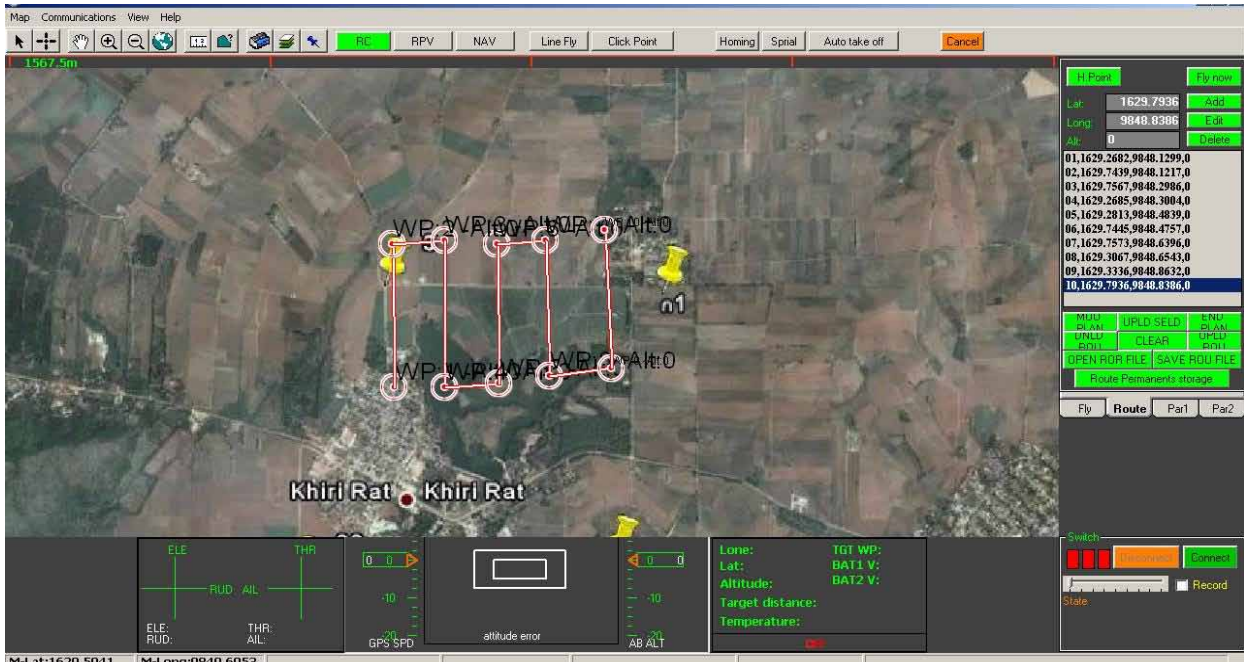 Map Communications View Help
RC RPV NAV Line Fly Click Point Homing Sprial Auto take off Cancel
1567.5m
H.Point Fly now
Lat: 1629.7936 Add
Long: 9848.8386 Edit
Alt: 0 Delete
01,1629.2682,9848.1299,0
02,1629.7439,9848.1217,0
03,1629.7567,9848.2986,0
04,1629.2685,9848.3004,0
05,1629.2813,9848.4839,0
06,1629.7445,9848.4757,0
07,1629.7573,9848.6396,0
08,1629.3067,9848.6543,0
09,1629.3336,9848.8632,0
10,1629.7936,9848.8386,0
UPLD SELD
CLEAR
OPEN ROR FILE SAVE ROU FILE
Route Permanents storage
Fly Route Par1 Par2
Alt:0
n1
Alt:0
Khiri Rat Khiri Rat
ELE THR
RUD AIL
ELE: THR:
RUD: AIL:
0 0
-10
-20
GPS SPD
attitude error
0 0
-10
-20
AB ALT
Lone: TGT WP:
Lat: BAT1 V:
Altitude: BAT2 V:
Target distance:
Temperature:
Switch
Disconnect Connect
Record
State